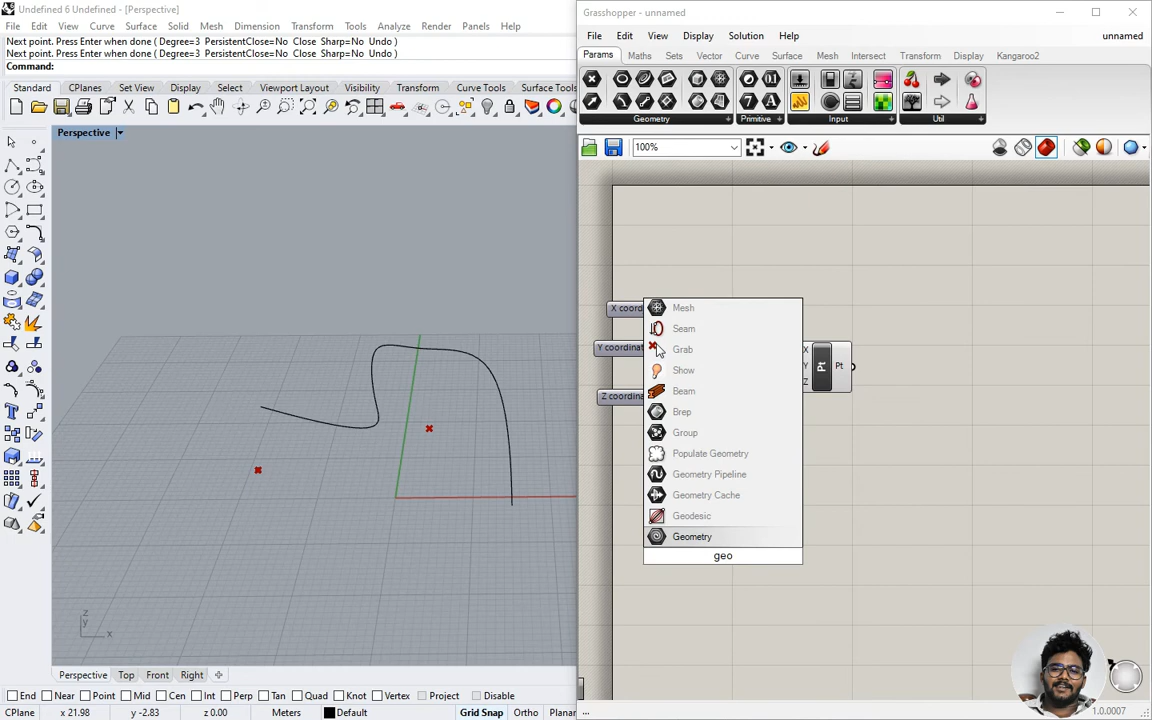 Undefined 6 Undefined - [Perspective]
File Edit View Curve Surface Solid Mesh Dimension Transform Tools Analyze Render Panels Help
Next point. Press Enter when done ( Degree=3 PersistentClose=No Close Sharp=No Undo )
Next point. Press Enter when done ( Degree=3 PersistentClose=No Close Sharp=No Undo )
Command:
Standard CPlanes Set View Display Select Viewport Layout Visibility Transform Curve Tools Surface Tools
Perspective
z
y
x
Perspective Top Front Right
End Near Point Mid Cen Int Perp Tan Quad Knot Vertex Project Disable
CPlane x 21.98 y -2.83 z 0.00 Meters Default Grid Snap Ortho Planar
Grasshopper - unnamed
File Edit View Display Solution Help unnamed
Params Maths Sets Vector Curve Surface Mesh Intersect Transform Display Kangaroo2
Geometry Primitive Input Util
100%
X coord
Y coordinat
Z coordina
Mesh
Seam
Grab
Show
Beam
Brep
Group
Populate Geometry
Geometry Pipeline
Geometry Cache
Geodesic
Geometry
geo
X
Y
Z
Pt
Pt
...
1.0.0007